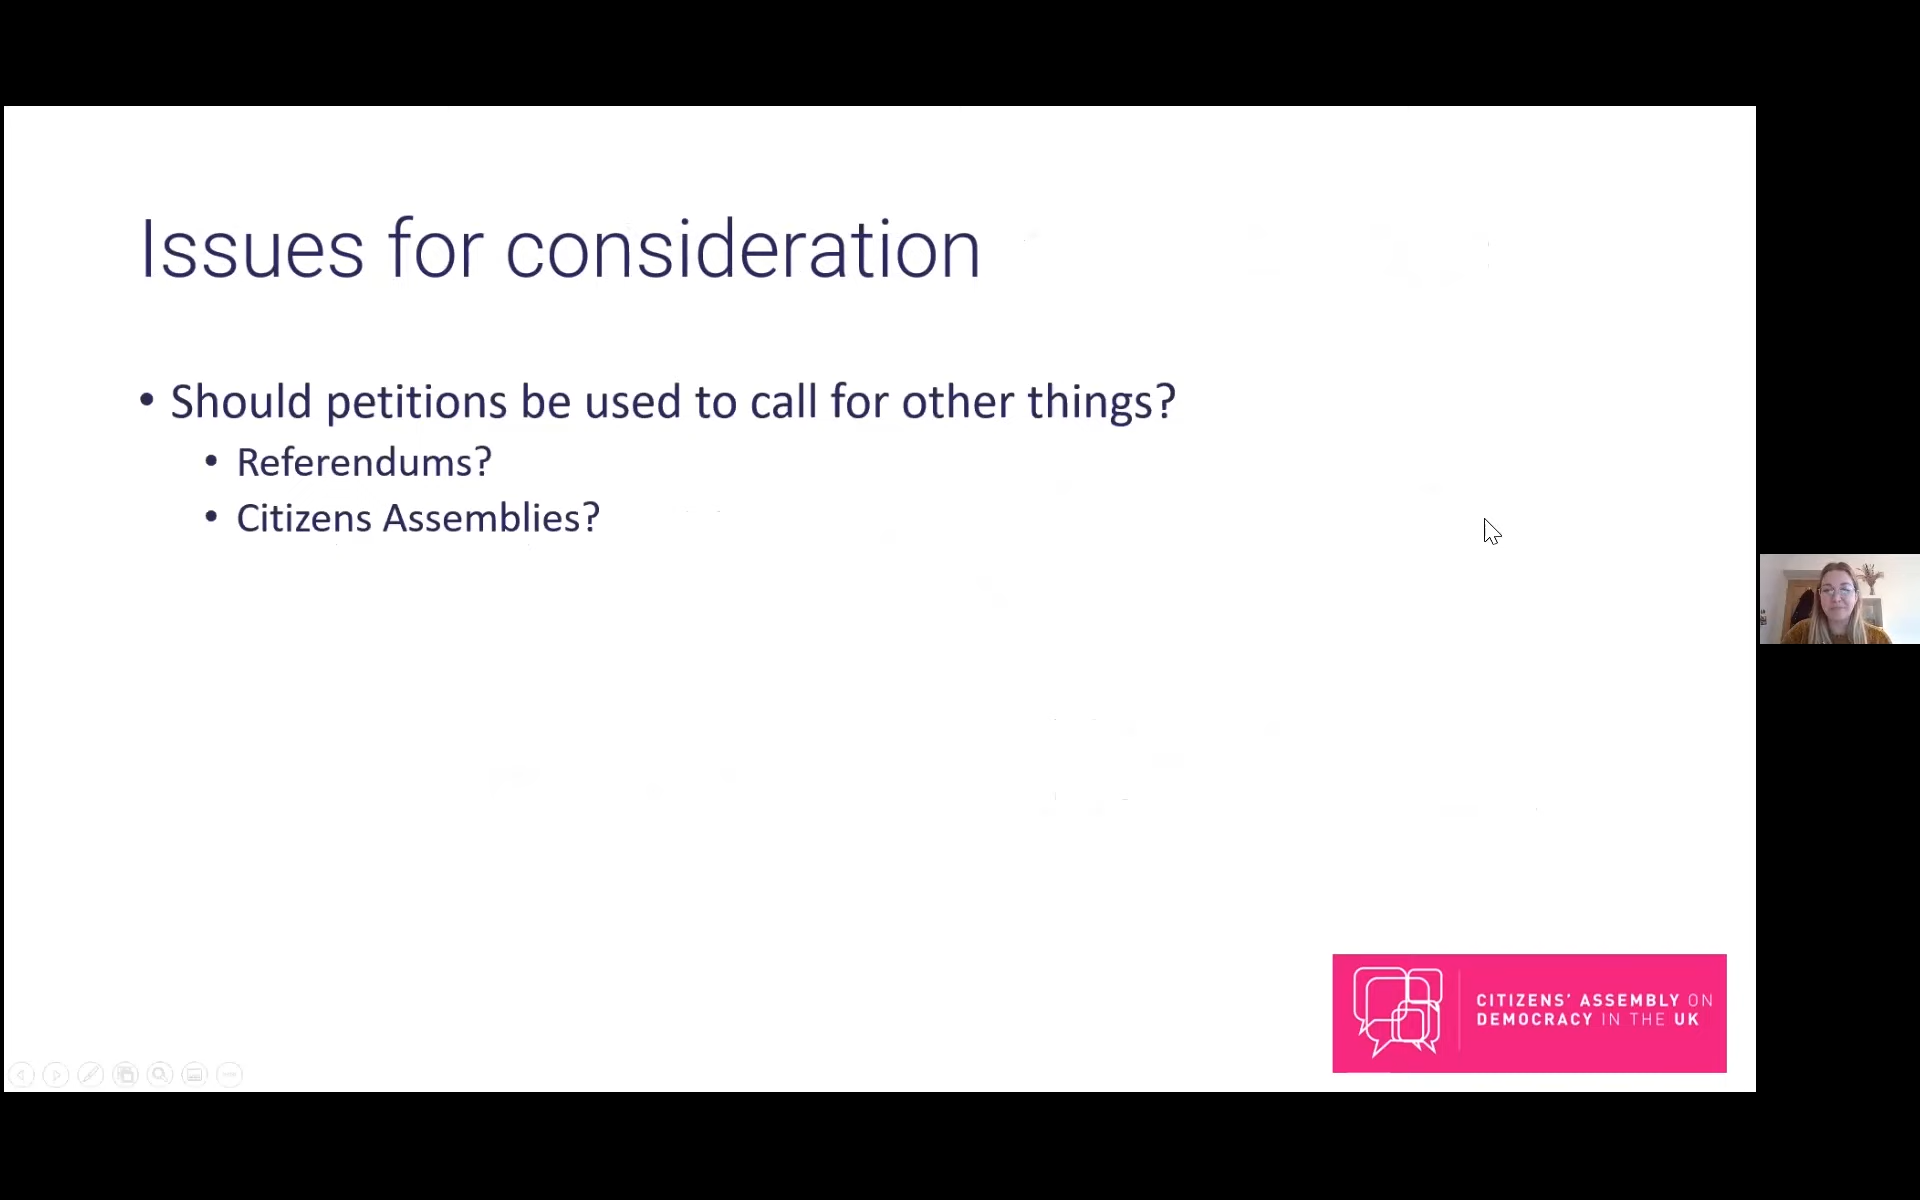 Issues for consideration
• Should petitions be used to call for other things?
• Referendums?
• Citizens Assemblies?
CITIZENS' ASSEMBLY ON
DEMOCRACY IN THE UK